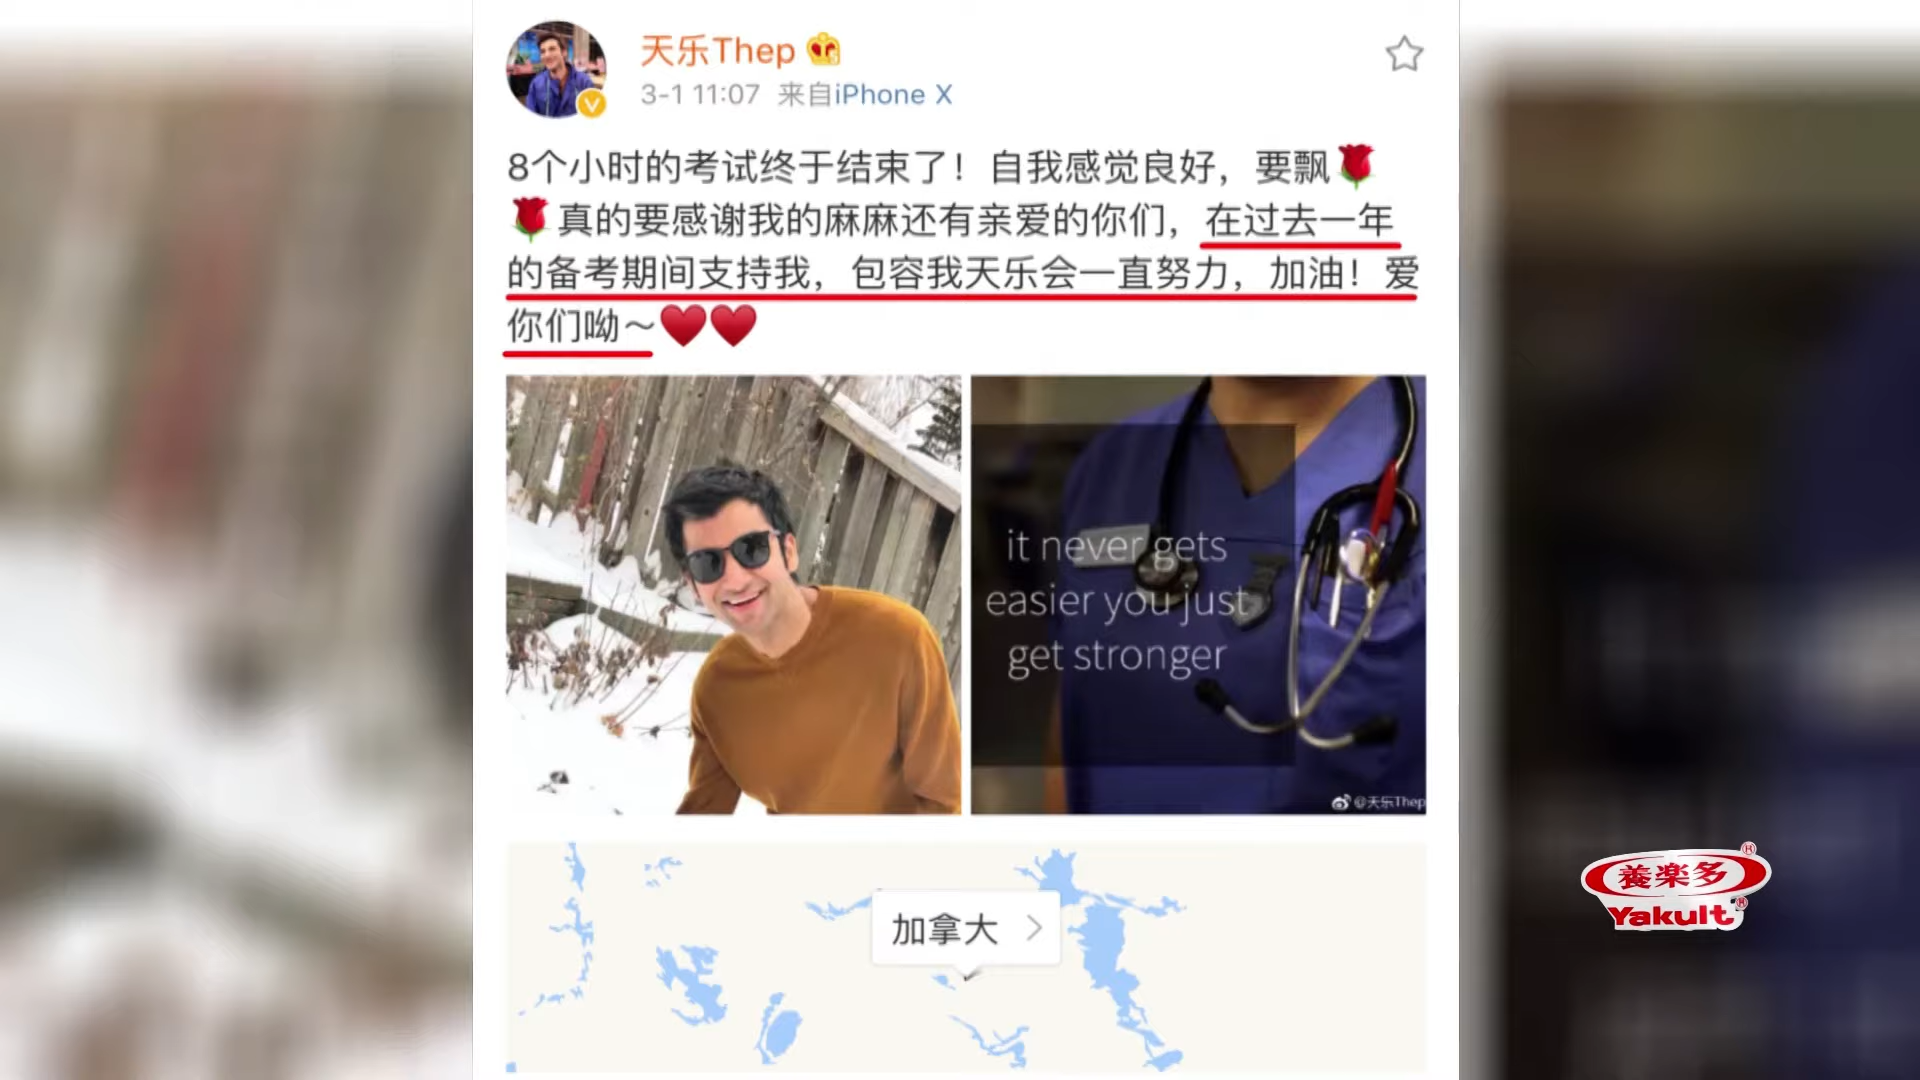 天乐Thep
3-1 11:07 来自iPhone X
8个小时的考试终于结束了！自我感觉良好，要飘🌹
🌹真的要感谢我的麻麻还有亲爱的你们，在过去一年
的备考期间支持我，包容我天乐会一直努力，加油！爱
你们呦～❤️❤️
it never gets
easier you just
get stronger
@天乐Thep
加拿大
養楽多
Yakult